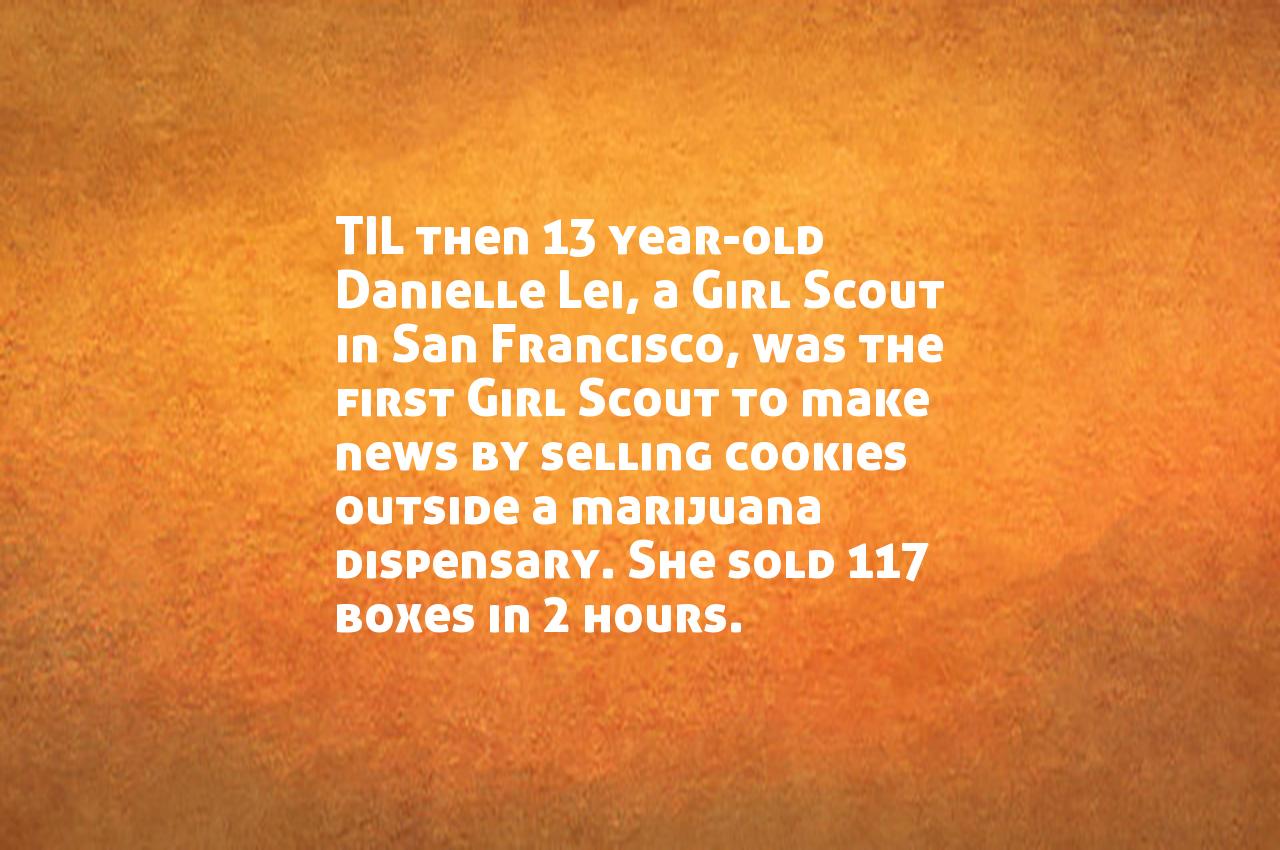 TIL then 13 year-old
Danielle Lei, a Girl Scout
in San Francisco, was the
first Girl Scout to make
news by selling cookies
outside a marijuana
dispensary. She sold 117
boxes in 2 hours.